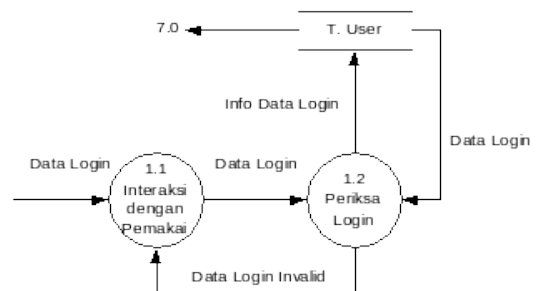 7.0
T. User
Info Data Login
Data Login
Data Login
1.1
Interaksi
dengan
Pemakai
Data Login
1.2
Periksa
Login
Data Login Invalid